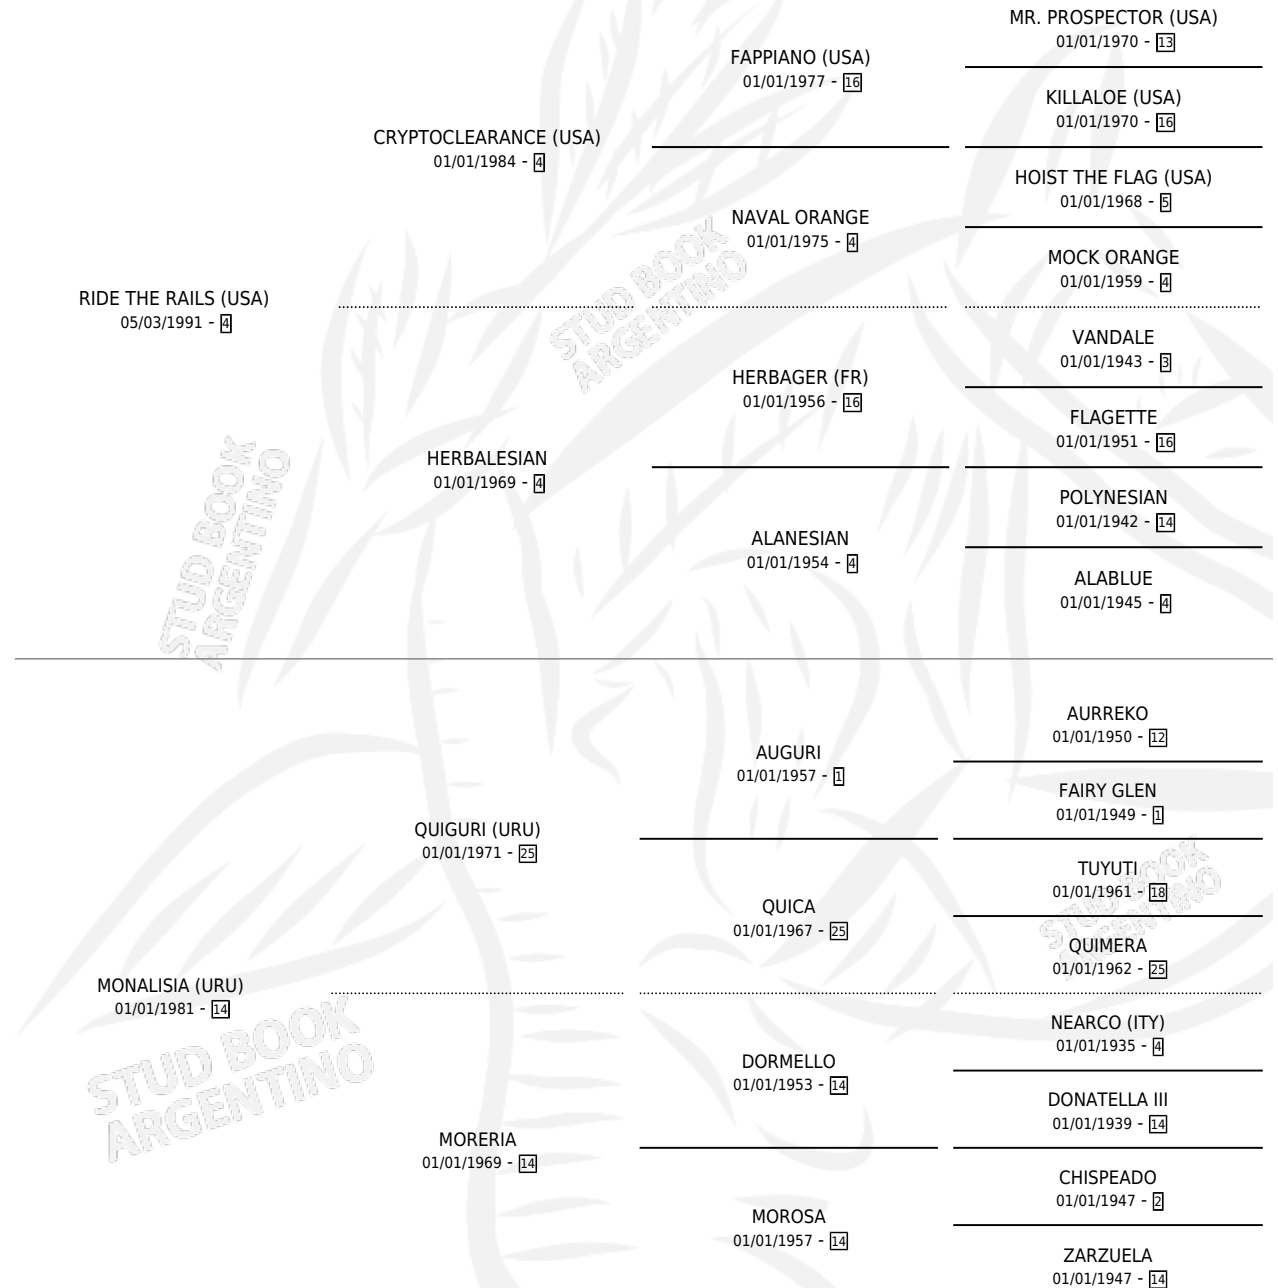 MR. PROSPECTOR (USA)
01/01/1970 - 13
FAPPIANO (USA)
01/01/1977 - 16
KILLALOE (USA)
01/01/1970 - 16
CRYPTOCLEARANCE (USA)
01/01/1984 - 4
HOIST THE FLAG (USA)
01/01/1968 - 5
NAVAL ORANGE
01/01/1975 - 4
MOCK ORANGE
01/01/1959 - 4
RIDE THE RAILS (USA)
05/03/1991 - 4
STUD BOOK
ARGENTINO
VANDALE
01/01/1943 - 3
HERBAGER (FR)
01/01/1956 - 16
FLAGETTE
01/01/1951 - 16
HERBALESIAN
01/01/1969 - 4
POLYNESIAN
01/01/1942 - 14
ALANESIAN
01/01/1954 - 4
ALABLUE
01/01/1945 - 4
STUD BOOK
ARGENTINO
AURREKO
01/01/1950 - 12
AUGURI
01/01/1957 - 1
FAIRY GLEN
01/01/1949 - 1
QUIGURI (URU)
01/01/1971 - 25
TUYUTI
01/01/1961 - 18
QUICA
01/01/1967 - 25
STUD BOOK
ARGENTINO
QUIMERA
01/01/1962 - 25
MONALISIA (URU)
01/01/1981 - 14
STUD BOOK
ARGENTINO
NEARCO (ITY)
01/01/1935 - 4
DORMELLO
01/01/1953 - 14
DONATELLA III
01/01/1939 - 14
MORERIA
01/01/1969 - 14
CHISPEADO
01/01/1947 - 2
MOROSA
01/01/1957 - 14
ZARZUELA
01/01/1947 - 14